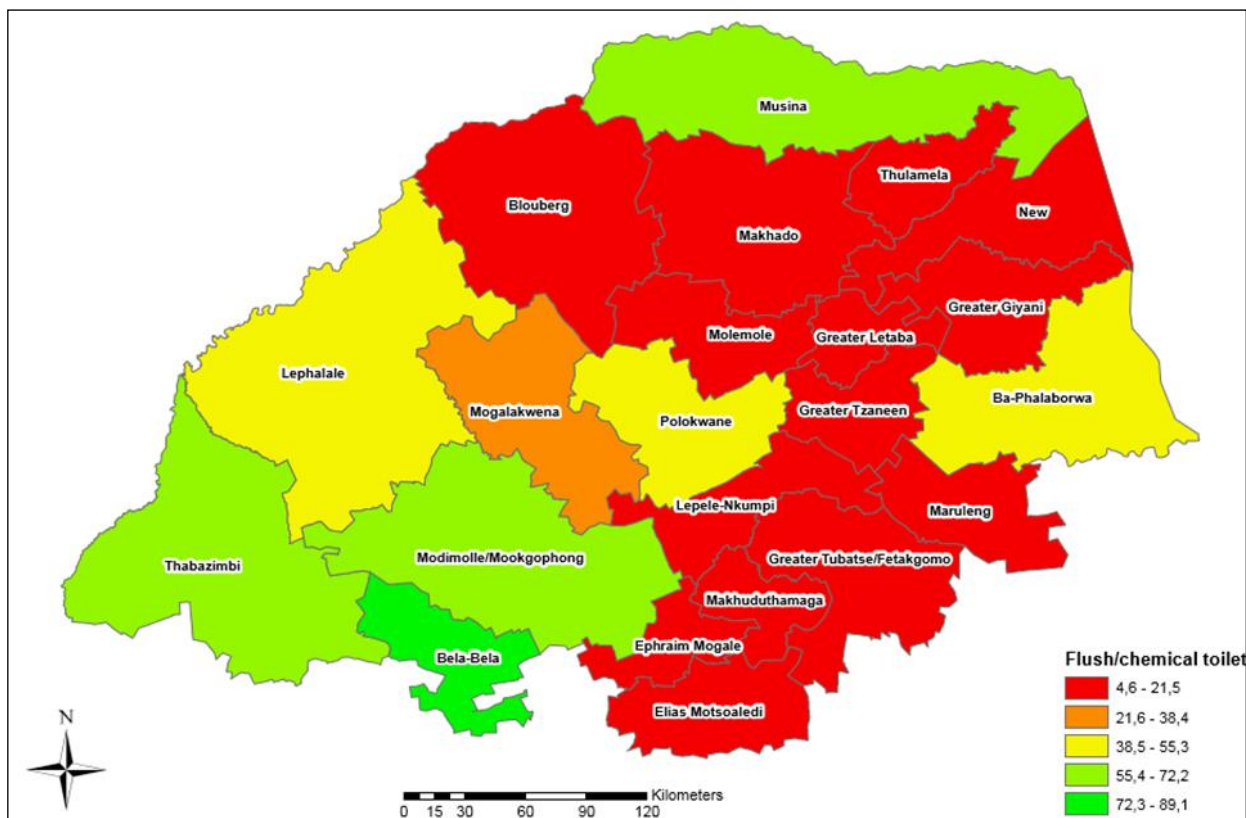 Musina
Thulamela
Blouberg
New
Makhado
Greater Giyani
Molemole
Greater Letaba
Lephalale
Ba-Phalaborwa
Mogalakwena
Greater Tzaneen
Polokwane
Lepele-Nkumpi
Maruleng
Modimolle/Mookgophong
Greater Tubatse/Fetakgomo
Thabazimbi
Makhuduthamaga
Ephraim Mogale
Bela-Bela
Elias Motsoaledi
Flush/chemical toilet
4,6 - 21,5
21,6 - 38,4
38,5 - 55,3
55,4 - 72,2
72,3 - 89,1
N
Kilometers
0 15 30 60 90 120